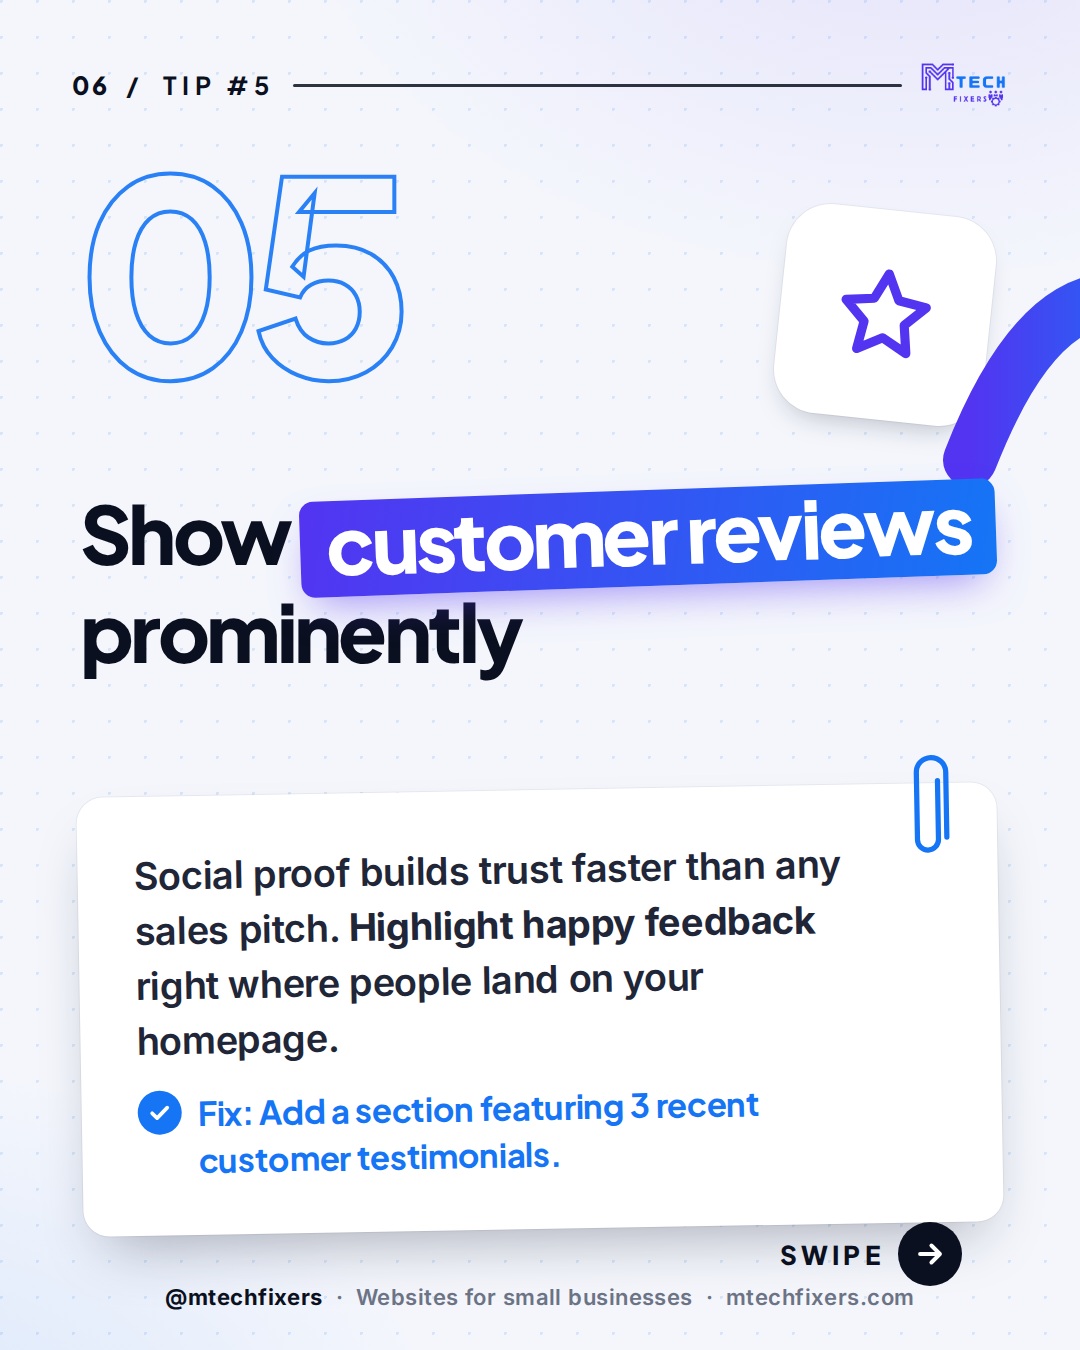 06 / TIP #5
MTECH
FIXERS
05
Show customer reviews
prominently
Social proof builds trust faster than any
sales pitch. Highlight happy feedback
right where people land on your
homepage.
Fix: Add a section featuring 3 recent
customer testimonials.
SWIPE
@mtechfixers · Websites for small businesses · mtechfixers.com